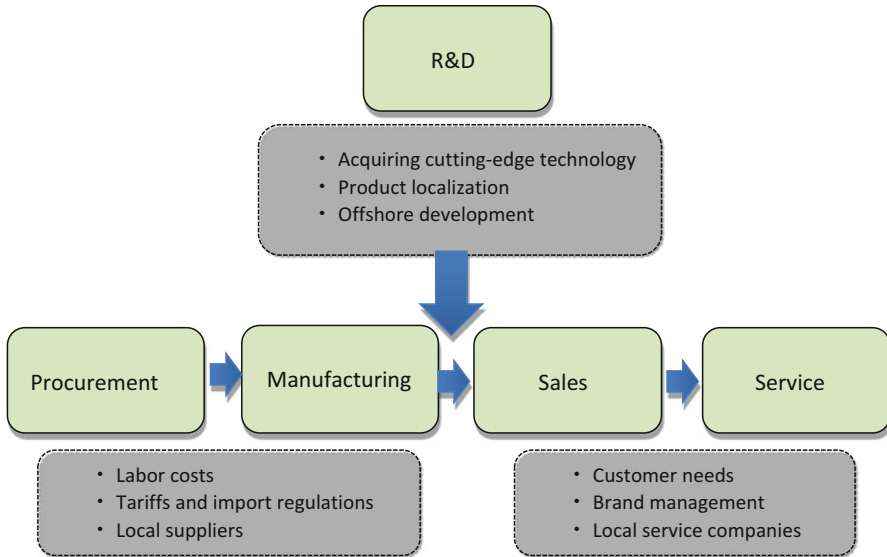 R&D
・ Acquiring cutting-edge technology
・ Product localization
・ Offshore development
Procurement
Manufacturing
Sales
Service
・ Labor costs
・ Tariffs and import regulations
・ Local suppliers
・ Customer needs
・ Brand management
・ Local service companies